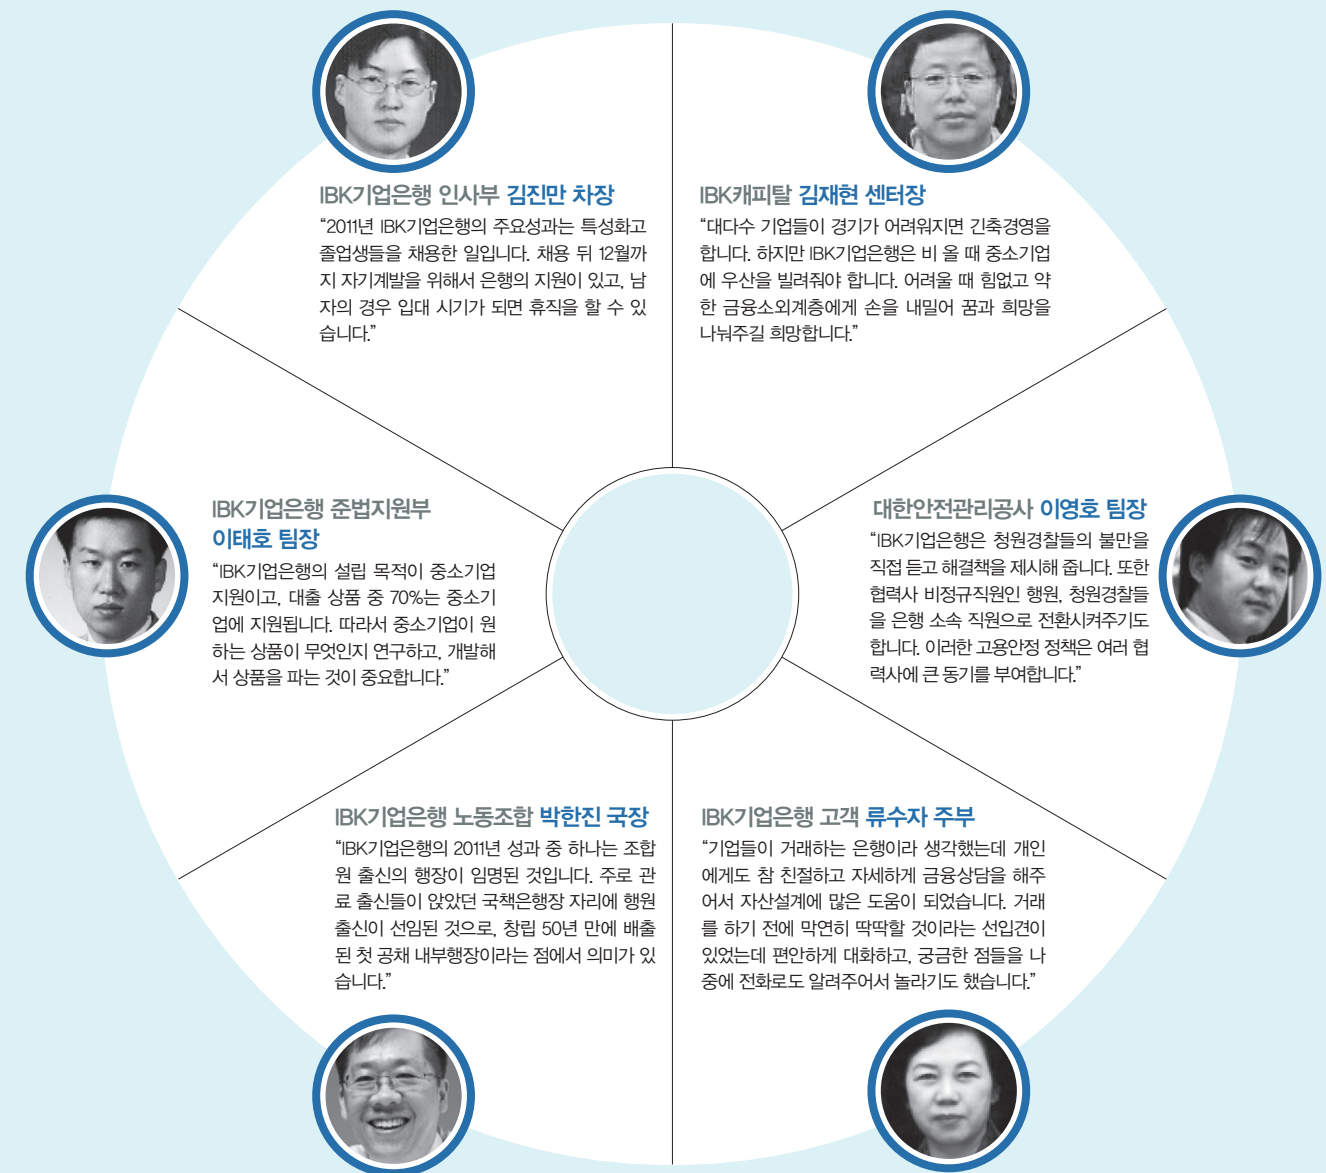 IBK기업은행 인사부 김진만 차장
“2011년 IBK기업은행의 주요성과는 특성화고
졸업생들을 채용한 일입니다. 채용 뒤 12월까
지 자기계발을 위해서 은행의 지원이 있고, 남
자의 경우 입대 시기가 되면 휴직을 할 수 있
습니다.”
IBK캐피탈 김재현 센터장
“대다수 기업들이 경기가 어려워지면 긴축경영을
합니다. 하지만 IBK기업은행은 비 올 때 중소기업
에 우산을 빌려줘야 합니다. 어려울 때 힘없고 약
한 금융소외계층에게 손을 내밀어 꿈과 희망을
나눠주길 희망합니다.”
IBK기업은행 준법지원부
이태호 팀장
“IBK기업은행의 설립 목적이 중소기업
지원이고, 대출 상품 중 70%는 중소기
업에 지원됩니다. 따라서 중소기업이 원
하는 상품이 무엇인지 연구하고, 개발해
서 상품을 파는 것이 중요합니다.”
대한안전관리공사 이영호 팀장
“IBK기업은행은 청원경찰들의 불만을
직접 듣고 해결책을 제시해 줍니다. 또한
협력사 비정규직원인 행원, 청원경찰들
을 은행 소속 직원으로 전환시켜주기도
합니다. 이러한 고용안정 정책은 여러 협
력사에 큰 동기를 부여합니다.”
IBK기업은행 노동조합 박한진 국장
“IBK기업은행의 2011년 성과 중 하나는 조합
원 출신의 행장이 임명된 것입니다. 주로 관
료 출신들이 앉았던 국책은행장 자리에 행원
출신이 선임된 것으로, 창립 50년 만에 배출
된 첫 공채 내부행장이라는 점에서 의미가 있
습니다.”
IBK기업은행 고객 류수자 주부
“기업들이 거래하는 은행이라 생각했는데 개인
에게도 참 친절하고 자세하게 금융상담을 해주
어서 자산설계에 많은 도움이 되었습니다. 거래
를 하기 전에 막연히 딱딱할 것이라는 선입견이
있었는데 편안하게 대화하고, 궁금한 점들을 나
중에 전화로도 알려주어서 놀라기도 했습니다.”